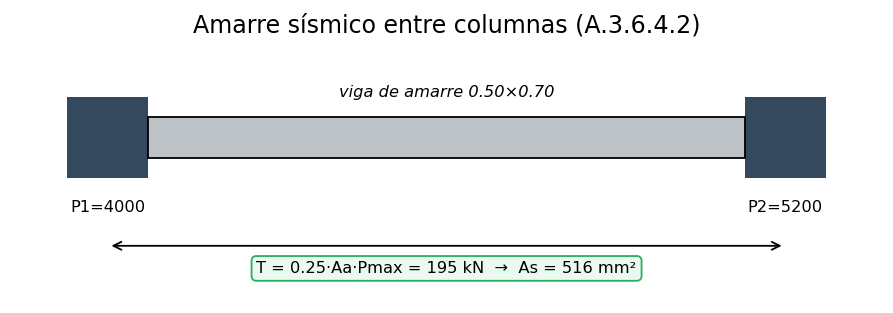 Amarre sísmico entre columnas (A.3.6.4.2)
viga de amarre 0.50×0.70
P1=4000
P2=5200
T = 0.25·Aa·Pmax = 195 kN → As = 516 mm²